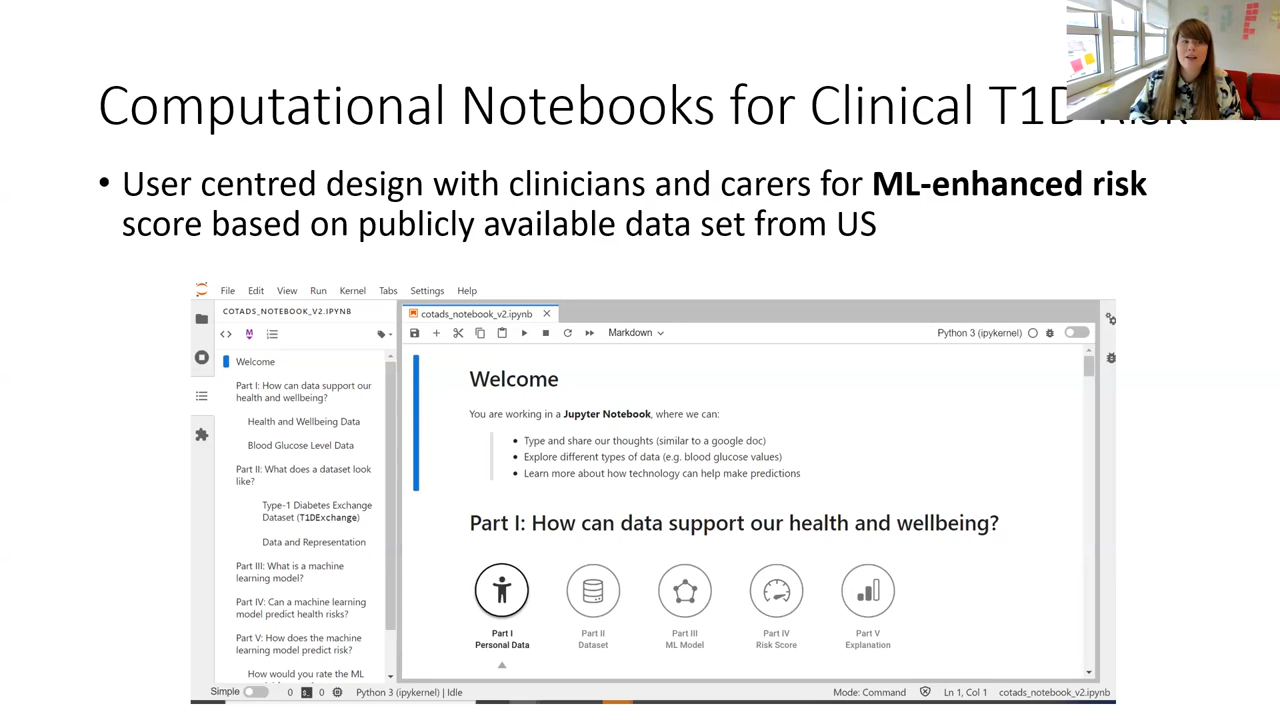 Computational Notebooks for Clinical T1D Risk
• User centred design with clinicians and carers for ML-enhanced risk
score based on publicly available data set from US
File Edit View Run Kernel Tabs Settings Help
COTADS_NOTEBOOK_V2.IPYNB
Welcome
Part I: How can data support our
health and wellbeing?
Health and Wellbeing Data
Blood Glucose Level Data
Part II: What does a dataset look
like?
Type-1 Diabetes Exchange
Dataset (T1DExchange)
Data and Representation
Part III: What is a machine
learning model?
Part IV: Can a machine learning
model predict health risks?
Part V: How does the machine
learning model predict risk?
How would you rate the ML
cotads_notebook_v2.ipynb
Markdown
Python 3 (ipykernel)
Welcome
You are working in a Jupyter Notebook, where we can:
• Type and share our thoughts (similar to a google doc)
• Explore different types of data (e.g. blood glucose values)
• Learn more about how technology can help make predictions
Part I: How can data support our health and wellbeing?
Part I
Personal Data
Part II
Dataset
Part III
ML Model
Part IV
Risk Score
Part V
Explanation
Simple 0 0 Python 3 (ipykernel) | Idle
Mode: Command Ln 1, Col 1 cotads_notebook_v2.ipynb